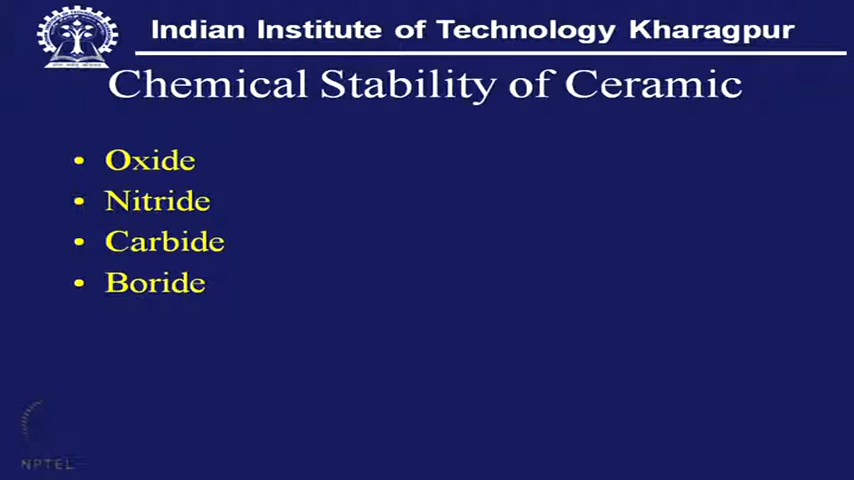 Indian Institute of Technology Kharagpur
Chemical Stability of Ceramic
• Oxide
• Nitride
• Carbide
• Boride
NPTEL